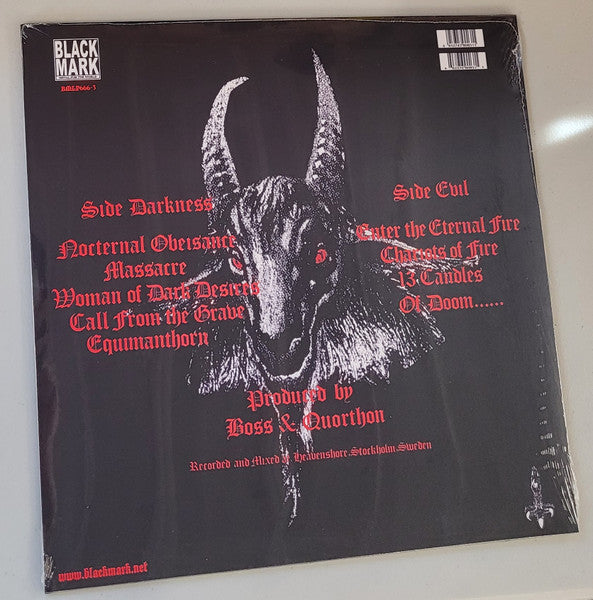 BLACK
MARK
BMLP666-3
Side Darkness
Nocternal Obeisance
Massacre
Woman of Dark Desires
Call From the Grave
Equimanthorn
Side Evil
Enter the Eternal Fire
Chariots of Fire
13 Candles
Of Doom......
Produced by
Boss & Quorthon
Recorded and Mixed Heavenshore.Stockholm.Sweden
www.blackmark.net